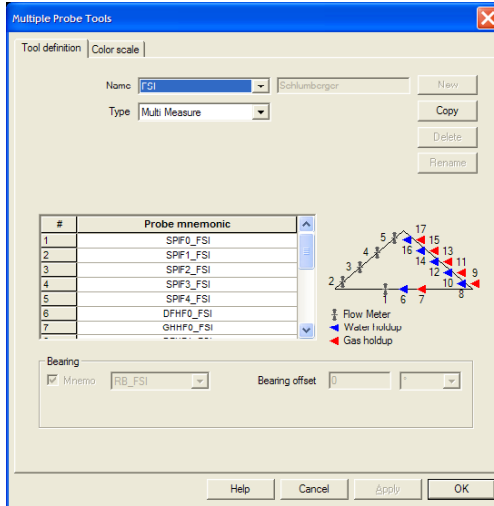 Multiple Probe Tools
Tool definition Color scale
Name FSI Schlumberger New
Type Multi Measure Copy
Delete
Rename
# Probe mnemonic
1 SPIF0_FSI
2 SPIF1_FSI
3 SPIF2_FSI
4 SPIF3_FSI
5 SPIF4_FSI
6 DFHF0_FSI
7 GHHF0_FSI
17
5 15
16
4 13
14
11
3 12 9
2 10
1 6 7 8
Flow Meter
Water holdup
Gas holdup
Bearing
Mnemo RB_FSI Bearing offset 0 °
Help Cancel Apply OK